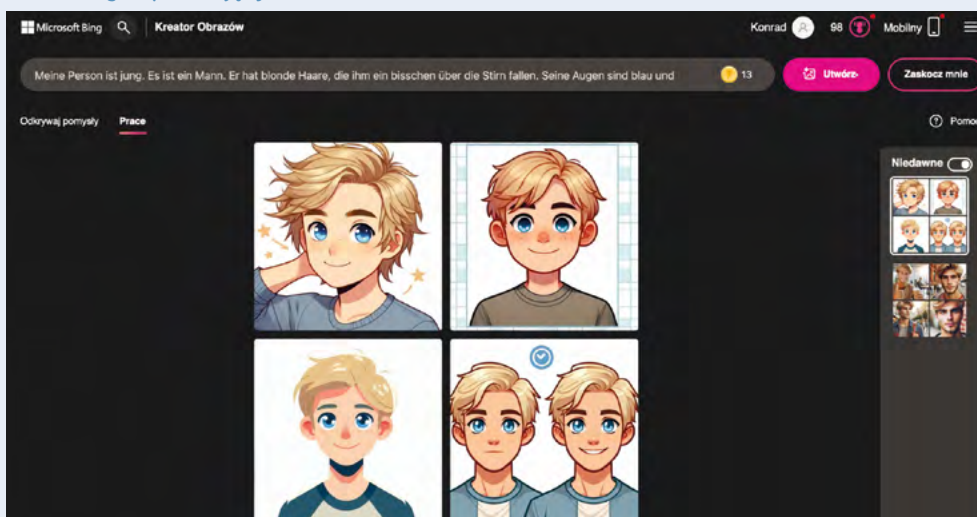 Microsoft Bing
Kreator Obrazów
Konrad
98
Mobilny
Meine Person ist jung. Es ist ein Mann. Er hat blonde Haare, die ihm ein bisschen über die Stirn fallen. Seine Augen sind blau und
13
Utwórz
Zaskocz mnie
Odkrywaj pomysły
Prace
Pomoc
Niedawne